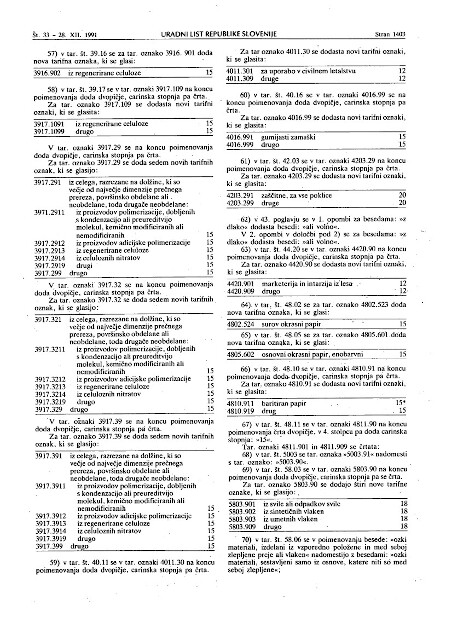 Št. 33 – 28. XII. 1991 URADNI LIST REPUBLIKE SLOVENIJE Stran 1403
57) v tar. št. 39.16 se za tar. oznako 3916. 901 doda
nova tarifna oznaka, ki se glasi:
3916.902 iz regenerirane celuloze 15
58) v tar. št. 39.17 se v tar. oznaki 3917.109 na koncu
poimenovanja doda dvopičje, carinska stopnja pa črta.
Za tar. oznako 3917.109 se dodasta novi tarifni
oznaki, ki se glasita:
3917.1091 iz regenerirane celuloze 15
3917.1099 drugo 15
V tar. oznaki 3917.29 se na koncu poimenovanja
doda dvopičje, carinska stopnja pa črta.
Za tar. oznako 3917.29 se doda sedem novih tarifnih
oznak, ki se glasijo:
3917.291 iz celega, razrezane na dolžine, ki so
večje od največje dimenzije prečnega
prereza, površinsko obdelane ali
neobdelane, toda drugače neobdelane:
3917.2911 iz proizvodov polimerizacije, dobljenih
s kondenzacijo ali preureditvijo
molekul, kemično modificiranih ali
nemodificiranih 15
3917.2912 iz proizvodov adicijske polimerizacije 15
3917.2913 iz regenerirane celuloze 15
3917.2914 iz celuloznih nitratov 15
3917.2919 drugi 15
3917.299 drugo 15
V tar. oznaki 3917.32 se na koncu poimenovanja
doda dvopičje, carinska stopnja pa črta.
Za tar. oznako 3917.32 se doda sedem novih tarifnih
oznak, ki se glasijo:
3917.321 iz celega, razrezane na dolžine, ki so
večje od največje dimenzije prečnega
prereza, površinsko obdelane ali
neobdelane, toda drugače neobdelane:
3917.3211 iz proizvodov polimerizacije, dobljenih
s kondenzacijo ali preureditvijo
molekul, kemično modificiranih ali
nemodificiranih 15
3917.3212 iz proizvodov adicijske polimerizacije 15
3917.3213 iz regenerirane celuloze 15
3917.3214 iz celuloznih nitratov 15
3917.3219 drugo 15
3917.329 drugo 15
V tar. oznaki 3917.39 se na koncu poimenovanja
doda dvopičje, carinska stopnja pa črta.
Za tar. oznako 3917.39 se doda sedem novih tarifnih
oznak, ki se glasijo:
3917.391 iz celega, razrezane na dolžine, ki so
večje od največje dimenzije prečnega
prereza, površinsko obdelane ali
neobdelane, toda drugače neobdelane:
3917.3911 iz proizvodov polimerizacije, dobljenih
s kondenzacijo ali preureditvijo
molekul, kemično modificiranih ali
nemodificiranih 15
3917.3912 iz proizvodov adicijske polimerizacije 15
3917.3913 iz regenerirane celuloze 15
3917.3914 iz celuloznih nitratov 15
3917.3919 drugo 15
3917.399 drugo 15
59) v tar. št. 40.11 se v tar. oznaki 4011.30 na koncu
poimenovanja doda dvopičje, carinska stopnja pa črta.
Za tar oznako 4011.30 se dodasta novi tarifni oznaki,
ki se glasita:
4011.301 za uporabo v civilnem letalstvu 12
4011.309 drugo 12
60) v tar. št. 40.16 se v tar. oznaki 4016.99 se na
koncu poimenovanja doda dvopičje, carinska stopnja pa
črta.
Za tar. oznako 4016.99 se dodasta novi tarifni oznaki,
ki se glasita:
4016.991 gumijasti zamaški 15
4016.999 drugo 15
61) v tar. št. 42.03 se v tar. oznaki 4203.29 na koncu
poimenovanja doda dvopičje, carinska stopnja pa črta.
Za tar. oznako 4203.29 se dodasta novi tarifni oznaki,
ki se glasita:
4203.291 zaščitne, za vse poklice 20
4203.299 drugo 20
62) v 43. poglavju se v 1. opombi za besedama: »z
dlako« dodasta besedi: »ali volno«.
V 2. opombi v določbi pod 2) se za besedama: »z
dlako« dodasta besedi: »ali volno«.
63) v tar. št. 44.20 se v tar. oznaki 4420.90 na koncu
poimenovanja doda dvopičje, carinska stopnja pa črta.
Za tar. oznako 4420.90 se dodasta novi tarifni oznaki,
ki se glasita:
4420.901 marketerija in intarzija iz lesa 12
4420.909 drugo 12
64) v tar. št. 48.02 se za tar. oznako 4802.523 doda
nova tarifna oznaka, ki se glasi:
4802.524 surov okrasni papir 15
65) v tar. št. 48.05 se za tar. oznako 4805.601 doda
nova tarifna oznaka, ki se glasi:
4805.602 osnovni okrasni papir, enobarvni 15
66) v tar. št. 48.10 se v tar. oznaki 4810.91 na koncu
poimenovanja doda dvopičje, carinska stopnja pa črta.
Za tar. oznako 4810.91 se dodasta novi tarifni oznaki,
ki se glasita:
4810.911 baritiran papir 15*
4810.919 drug 15
67) v tar. št. 48.11 se v tar. oznaki 4811.90 na koncu
poimenovanja črta dvopičje, v 4. stolpcu pa doda carinska
stopnja: »15«.
Tar. oznaki 4811.901 in 4811.909 se črtata:
68) v tar. št. 5003 se tar. oznaka »5003.91« nadomesti
s tar. oznako: »5003.90«.
69) v tar. št. 58.03 se v tar. oznaki 5803.90 na koncu
poimenovanja doda dvopičje, carinska stopnja pa se črta.
Za tar. oznako 5803.90 se dodajo štiri nove tarifne
oznake, ki se glasijo:
5803.901 iz svile ali odpadkov svile 18
5803.902 iz sintetičnih vlaken 18
5803.903 iz umetnih vlaken 18
5803.909 drugo 18
70) v tar. št. 58.06 se v poimenovanju besede: »ozki
materiali, izdelani iz vzporedno položene in med seboj
zlepljene preje ali vlaken« nadomestijo z besedami: »ozki
materiali, sestavljeni samo iz osnove, katere niti so med
seboj zlepljene«;